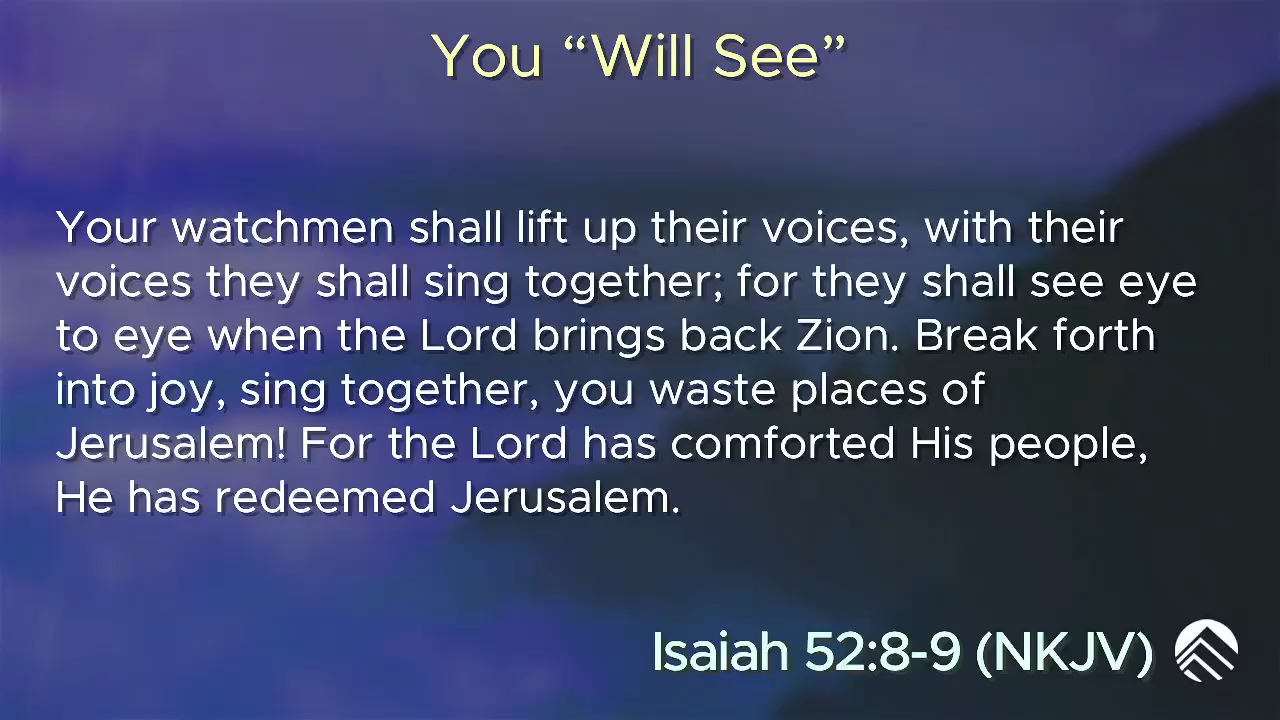 You “Will See”
Your watchmen shall lift up their voices, with their
voices they shall sing together; for they shall see eye
to eye when the Lord brings back Zion. Break forth
into joy, sing together, you waste places of
Jerusalem! For the Lord has comforted His people,
He has redeemed Jerusalem.
Isaiah 52:8-9 (NKJV)